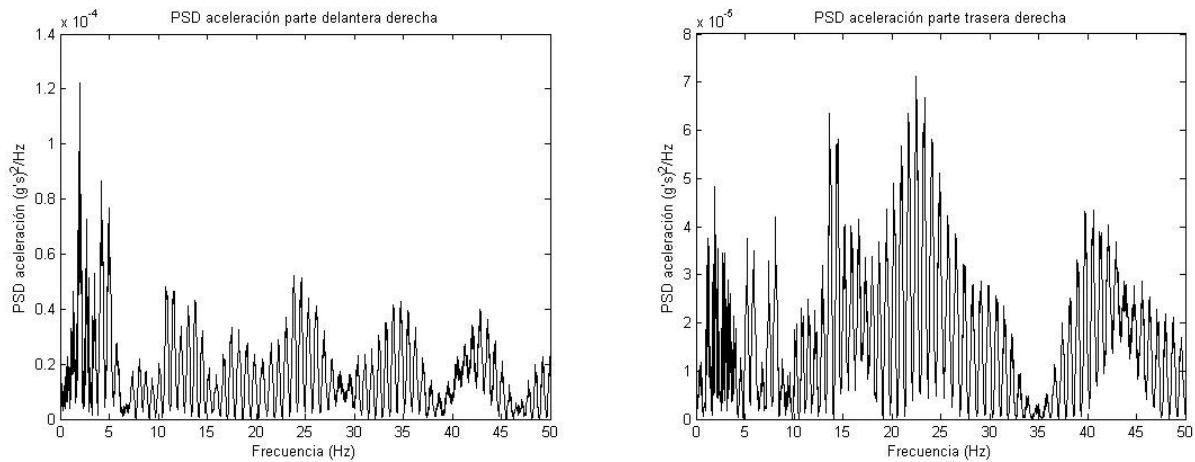 PSD aceleración parte delantera derecha
x 10-4
1.4
1.2
1
0.8
0.6
0.4
0.2
0
PSD aceleración (g's)2/Hz
0 5 10 15 20 25 30 35 40 45 50
Frecuencia (Hz)
PSD aceleración parte trasera derecha
x 10-5
8
7
6
5
4
3
2
1
0
PSD aceleración (g's)2/Hz
0 5 10 15 20 25 30 35 40 45 50
Frecuencia (Hz)